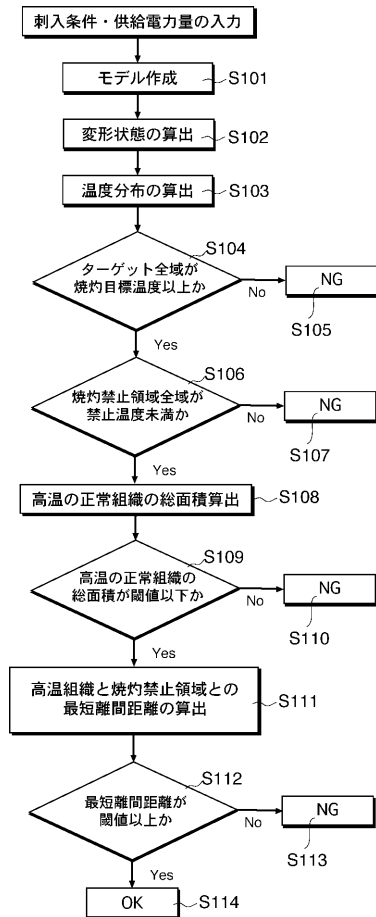 刺入条件・供給電力量の入力
モデル作成
S101
変形状態の算出
S102
温度分布の算出
S103
S104
ターゲット全域が
焼灼目標温度以上か
No
NG
S105
Yes
S106
焼灼禁止領域全域が
禁止温度未満か
No
NG
S107
Yes
高温の正常組織の総面積算出
S108
S109
高温の正常組織の
総面積が閾値以下か
No
NG
S110
Yes
高温組織と焼灼禁止領域との
最短離間距離の算出
S111
S112
最短離間距離が
閾値以上か
No
NG
S113
Yes
OK
S114